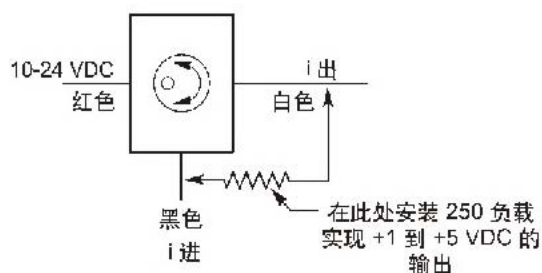 10-24 VDC
红色
i 出
白色
黑色
i 进
在此处安装 250 负载
实现 +1 到 +5 VDC 的
输出